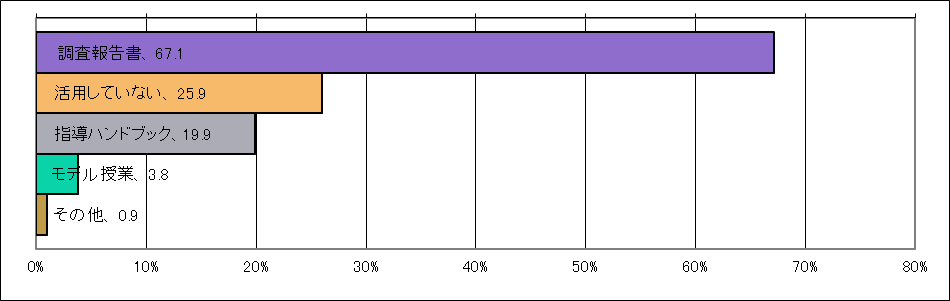 調査報告書、67.1
活用していない、25.9
指導ハンドブック、19.9
モデル授業、3.8
その他、0.9
0% 10% 20% 30% 40% 50% 60% 70% 80%